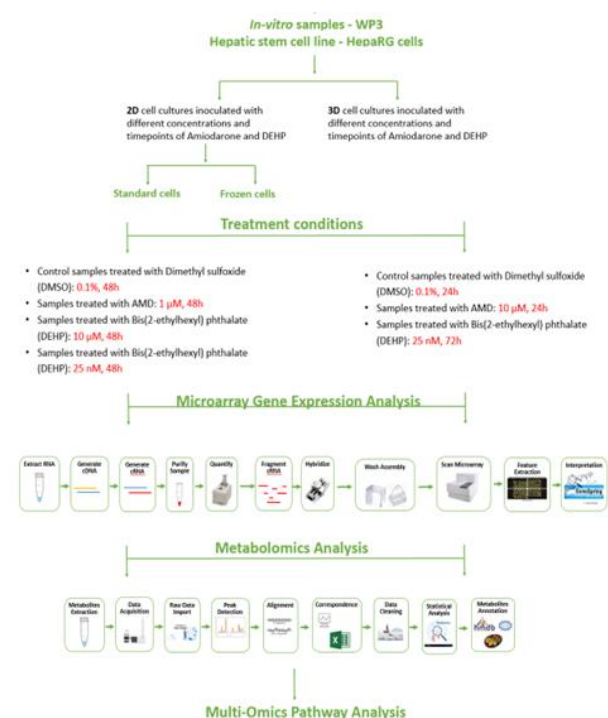 In-vitro samples - WP3
Hepatic stem cell line - HepaRG cells
2D cell cultures inoculated with
different concentrations and
timepoints of Amiodarone and DEHP
3D cell cultures inoculated with
different concentrations and
timepoints of Amiodarone and DEHP
Standard cells
Frozen cells
Treatment conditions
• Control samples treated with Dimethyl sulfoxide
(DMSO): 0.1%, 48h
• Samples treated with AMD: 1 µM, 48h
• Samples treated with Bis(2-ethylhexyl) phthalate
(DEHP): 10 µM, 48h
• Samples treated with Bis(2-ethylhexyl) phthalate
(DEHP): 25 nM, 48h
• Control samples treated with Dimethyl sulfoxide
(DMSO): 0.1%, 24h
• Samples treated with AMD: 10 µM, 24h
• Samples treated with Bis(2-ethylhexyl) phthalate
(DEHP): 25 nM, 72h
Microarray Gene Expression Analysis
Extract RNA
Generate
cDNA
Generate
cRNA
Purify
Sample
Quantify
Fragment
cRNA
Hybridize
Wash Assembly
Scan Microarray
Feature
Extraction
Interpretation
GeneSpring
Metabolomics Analysis
Metabolites
Extraction
Data
Acquisition
Raw Data
Import
Peak
Detection
Alignment
Correspondence
Data
Cleaning
Statistical
Analysis
Metabolites
Annotation
hmdb
Multi-Omics Pathway Analysis